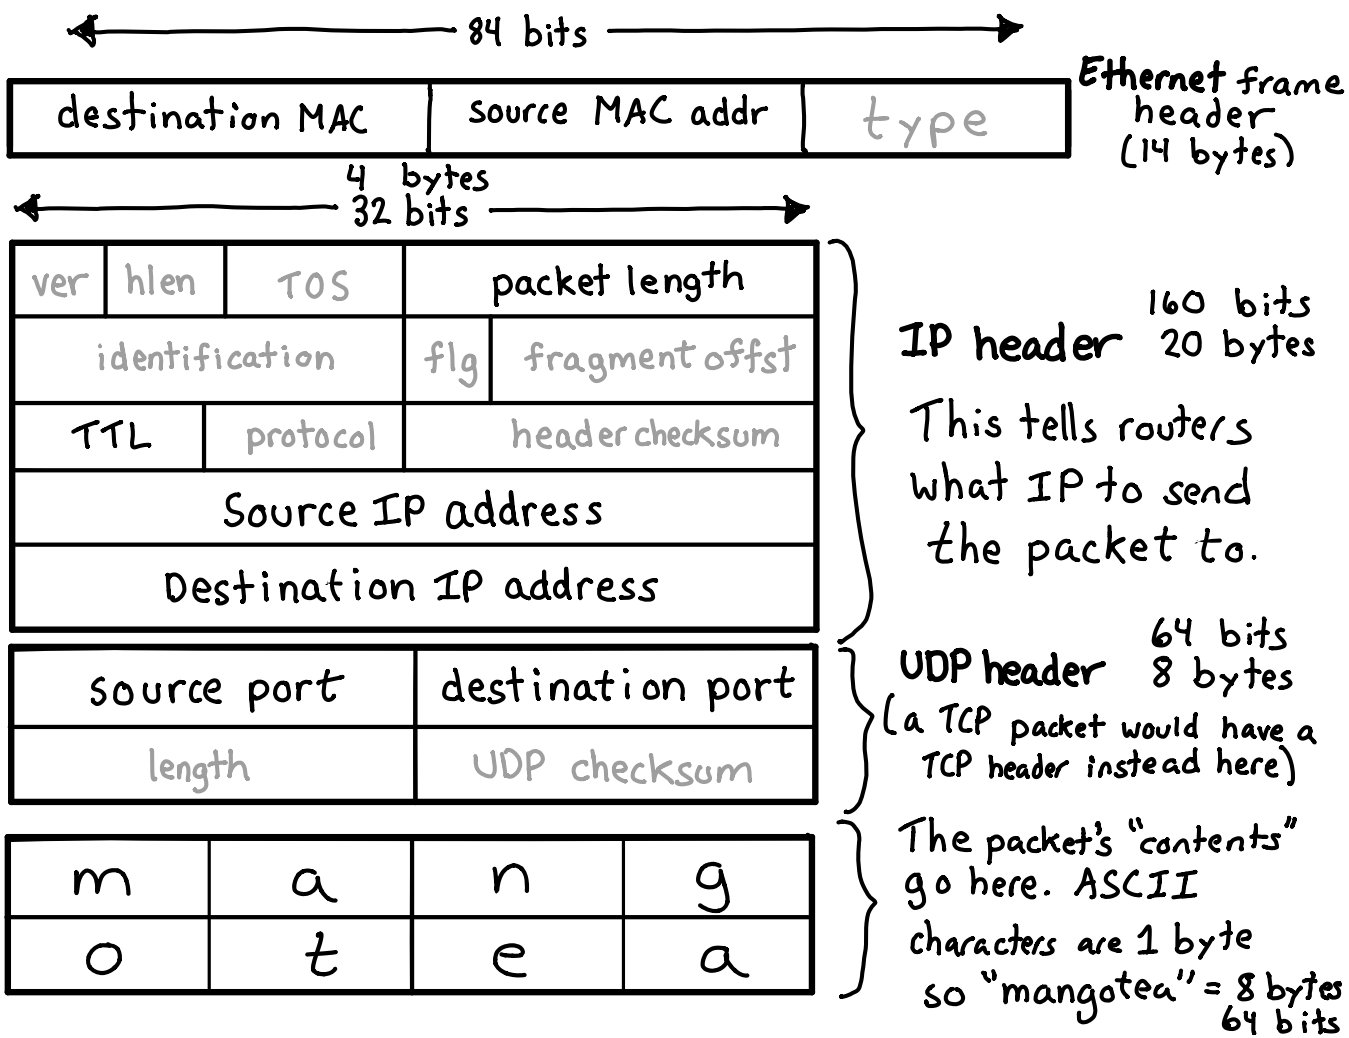 84 bits
destination MAC source MAC addr type
Ethernet frame
header
(14 bytes)
4 bytes
32 bits
ver hlen TOS packet length
identification flg fragment offst
TTL protocol header checksum
Source IP address
Destination IP address
IP header 160 bits
20 bytes
This tells routers
what IP to send
the packet to.
source port destination port
length UDP checksum
UDP header 64 bits
8 bytes
(a TCP packet would have a
TCP header instead here)
m a n g
o t e a
The packet's "contents"
go here. ASCII
characters are 1 byte
so "mangotea" = 8 bytes
64 bits